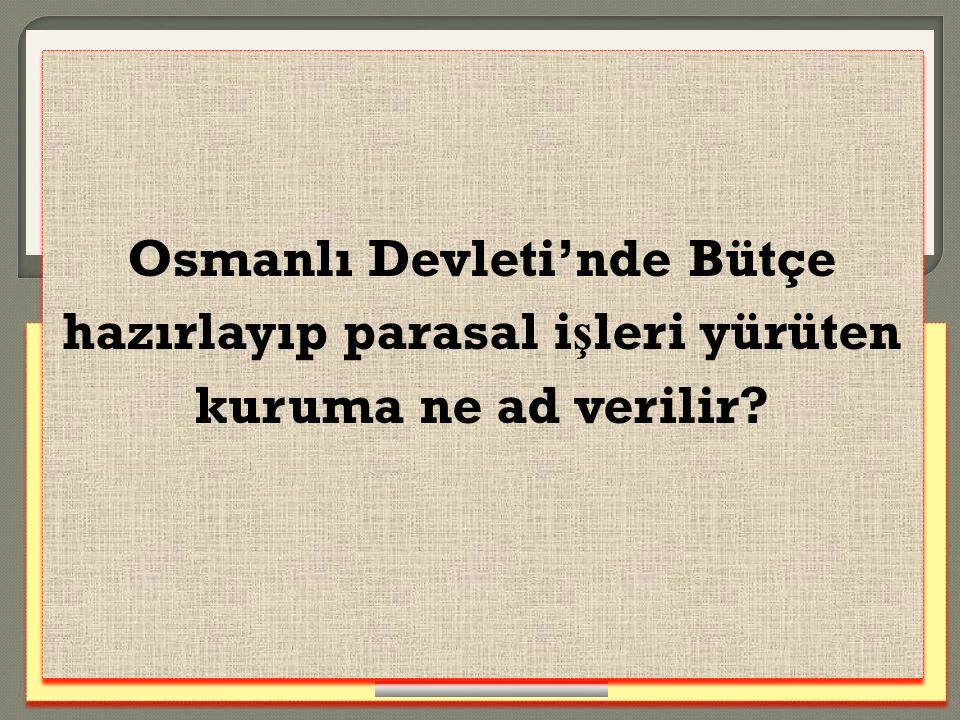 Osmanlı Devleti’nde Bütçe
hazırlayıp parasal işleri yürüten
kuruma ne ad verilir?